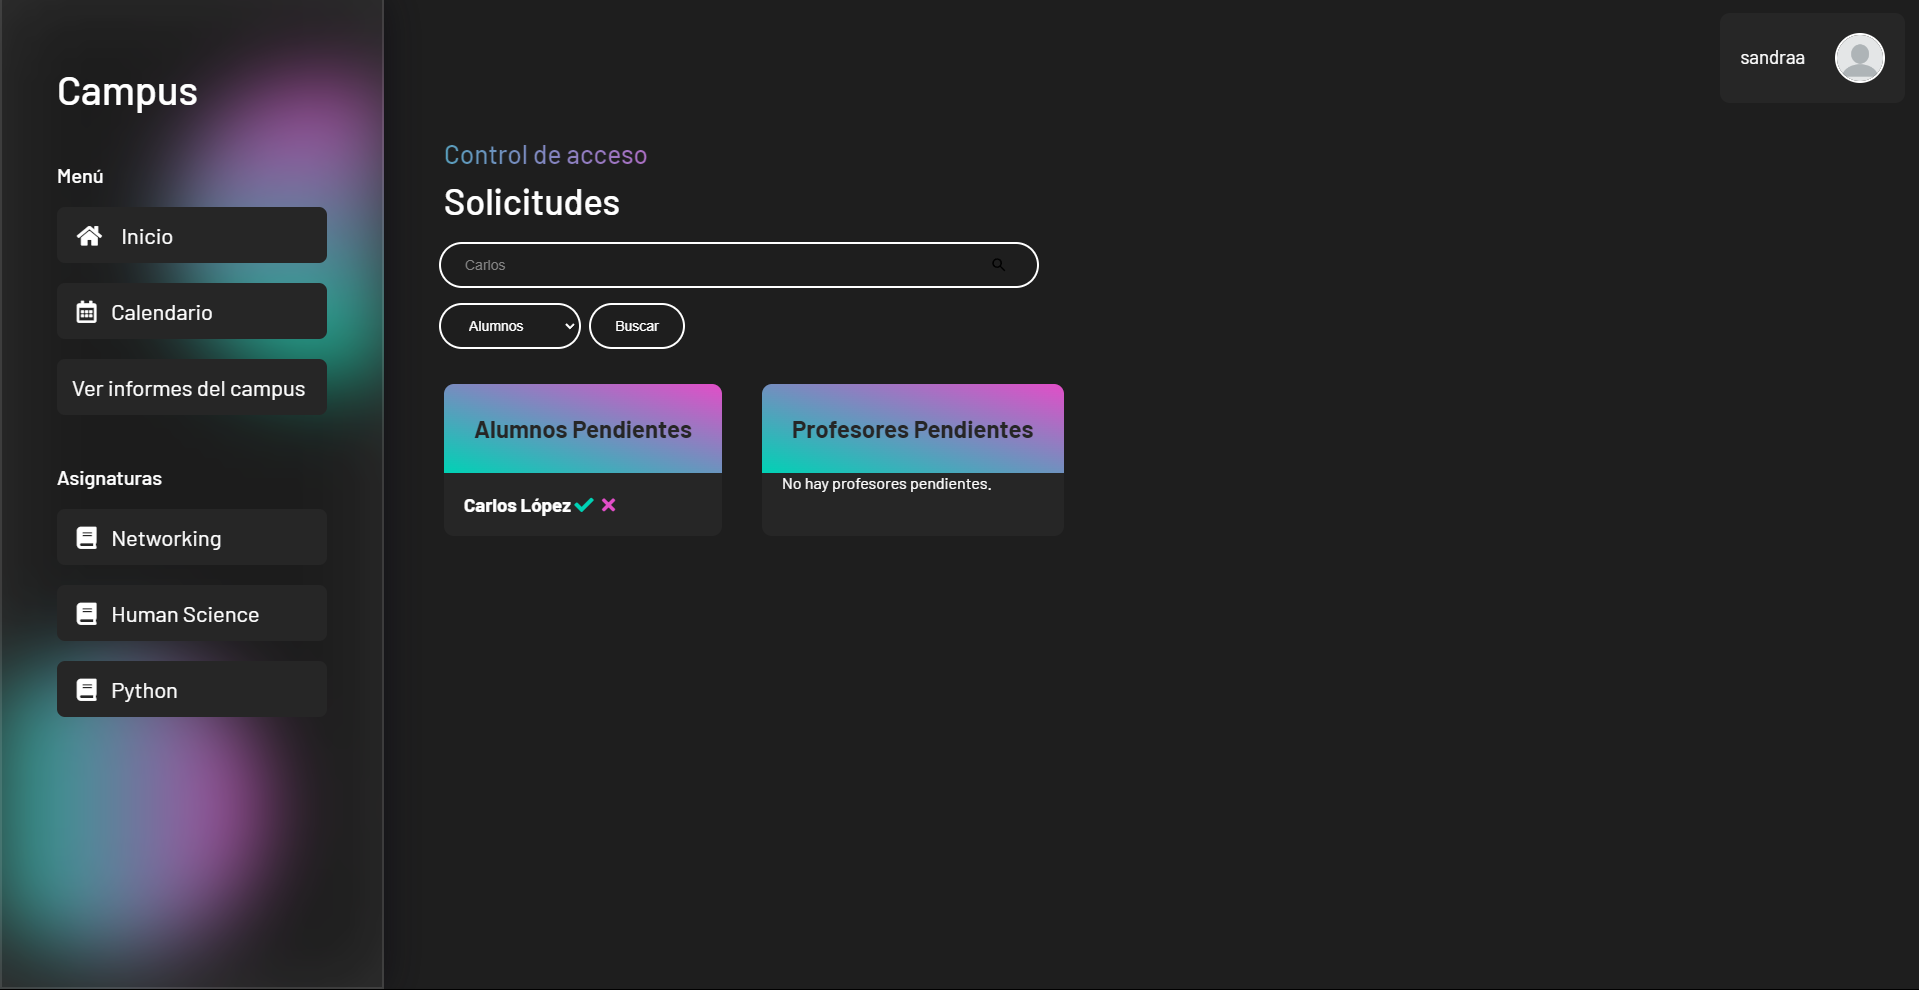 Campus
Menú
Inicio
Calendario
Ver informes del campus
Asignaturas
Networking
Human Science
Python
sandraa
Control de acceso
Solicitudes
Carlos
Alumnos
Buscar
Alumnos Pendientes
Carlos López
Profesores Pendientes
No hay profesores pendientes.